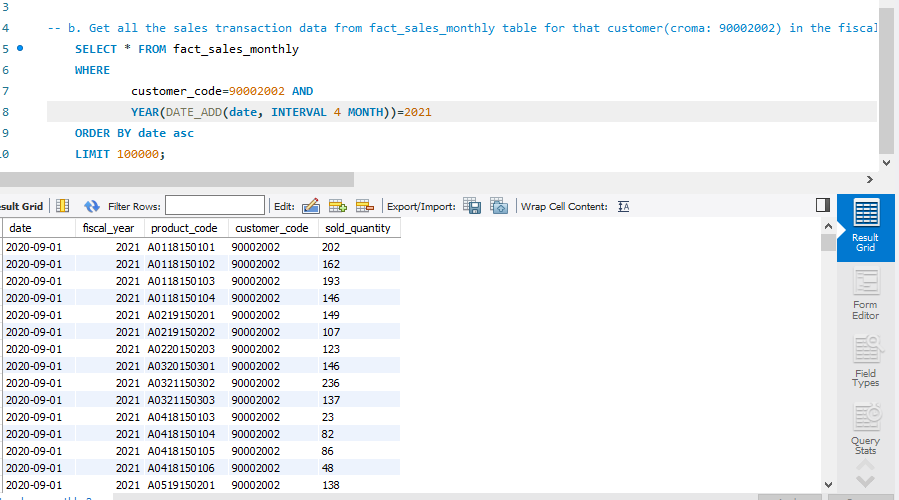 3
4 -- b. Get all the sales transaction data from fact_sales_monthly table for that customer(croma: 90002002) in the fiscal
5 SELECT * FROM fact_sales_monthly
6 WHERE
7 customer_code=90002002 AND
8 YEAR(DATE_ADD(date, INTERVAL 4 MONTH))=2021
9 ORDER BY date asc
0 LIMIT 100000;
sult Grid Filter Rows: Edit: Export/Import: Wrap Cell Content: IA
date fiscal_year product_code customer_code sold_quantity
2020-09-01 2021 A0118150101 90002002 202
2020-09-01 2021 A0118150102 90002002 162
2020-09-01 2021 A0118150103 90002002 193
2020-09-01 2021 A0118150104 90002002 146
2020-09-01 2021 A0219150201 90002002 149
2020-09-01 2021 A0219150202 90002002 107
2020-09-01 2021 A0220150203 90002002 123
2020-09-01 2021 A0320150301 90002002 146
2020-09-01 2021 A0321150302 90002002 236
2020-09-01 2021 A0321150303 90002002 137
2020-09-01 2021 A0418150103 90002002 23
2020-09-01 2021 A0418150104 90002002 82
2020-09-01 2021 A0418150105 90002002 86
2020-09-01 2021 A0418150106 90002002 48
2020-09-01 2021 A0519150201 90002002 138
Result
Grid
Form
Editor
Field
Types
Query
Stats